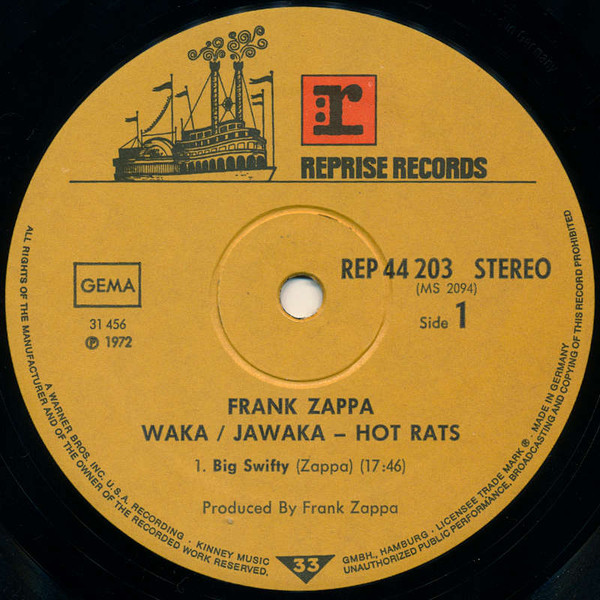 in Germany
r
REPRISE RECORDS
REP 44 203 STEREO
(MS 2094)
Side 1
GEMA
31 456
℗ 1972
FRANK ZAPPA
WAKA / JAWAKA – HOT RATS
1. Big Swifty (Zappa) (17:46)
Produced By Frank Zappa
33
ALL RIGHTS OF THE MANUFACTURER AND OF THE OWNER OF THE RECORDED WORK RESERVED.
A WARNER BROS. INC. U.S.A. RECORDING · KINNEY MUSIC GMBH., HAMBURG · LICENSEE TRADE MARK ® · MADE IN GERMANY
UNAUTHORIZED PUBLIC PERFORMANCE, BROADCASTING AND COPYING OF THIS RECORD PROHIBITED